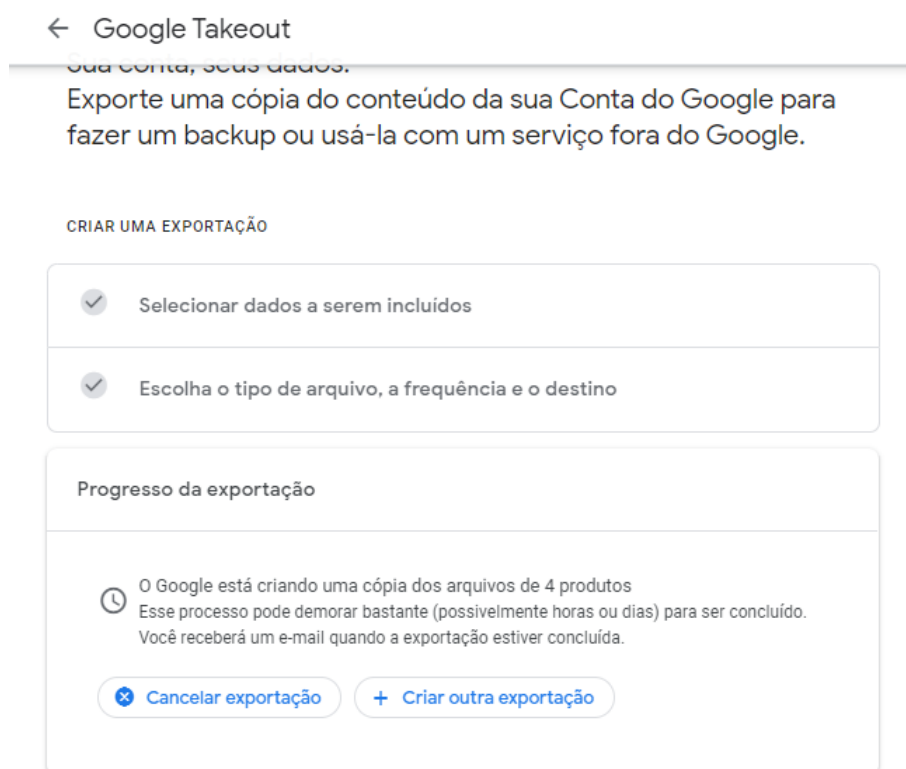 Google Takeout
Sua conta, seus dados.
Exporte uma cópia do conteúdo da sua Conta do Google para
fazer um backup ou usá-la com um serviço fora do Google.
CRIAR UMA EXPORTAÇÃO
Selecionar dados a serem incluídos
Escolha o tipo de arquivo, a frequência e o destino
Progresso da exportação
O Google está criando uma cópia dos arquivos de 4 produtos
Esse processo pode demorar bastante (possivelmente horas ou dias) para ser concluído.
Você receberá um e-mail quando a exportação estiver concluída.
Cancelar exportação
+ Criar outra exportação